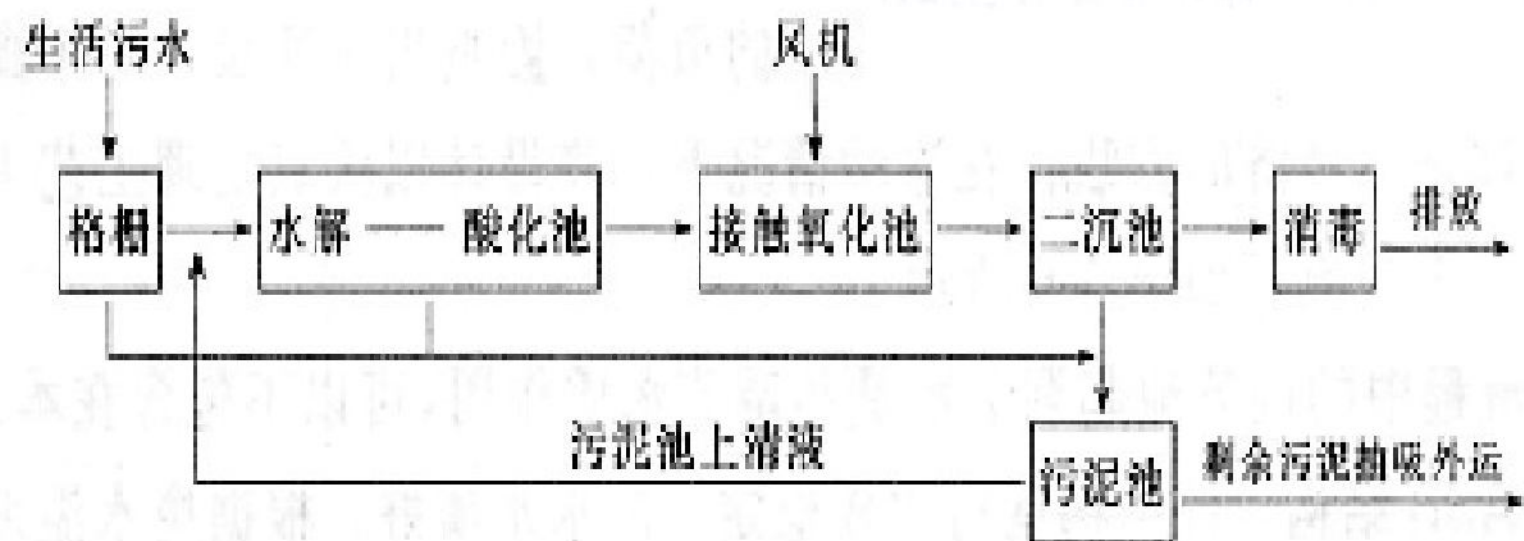 生活污水
风机
格栅
水解 —— 酸化池
接触氧化池
二沉池
消毒
排放
污泥池上清液
污泥池
剩余污泥抽吸外运